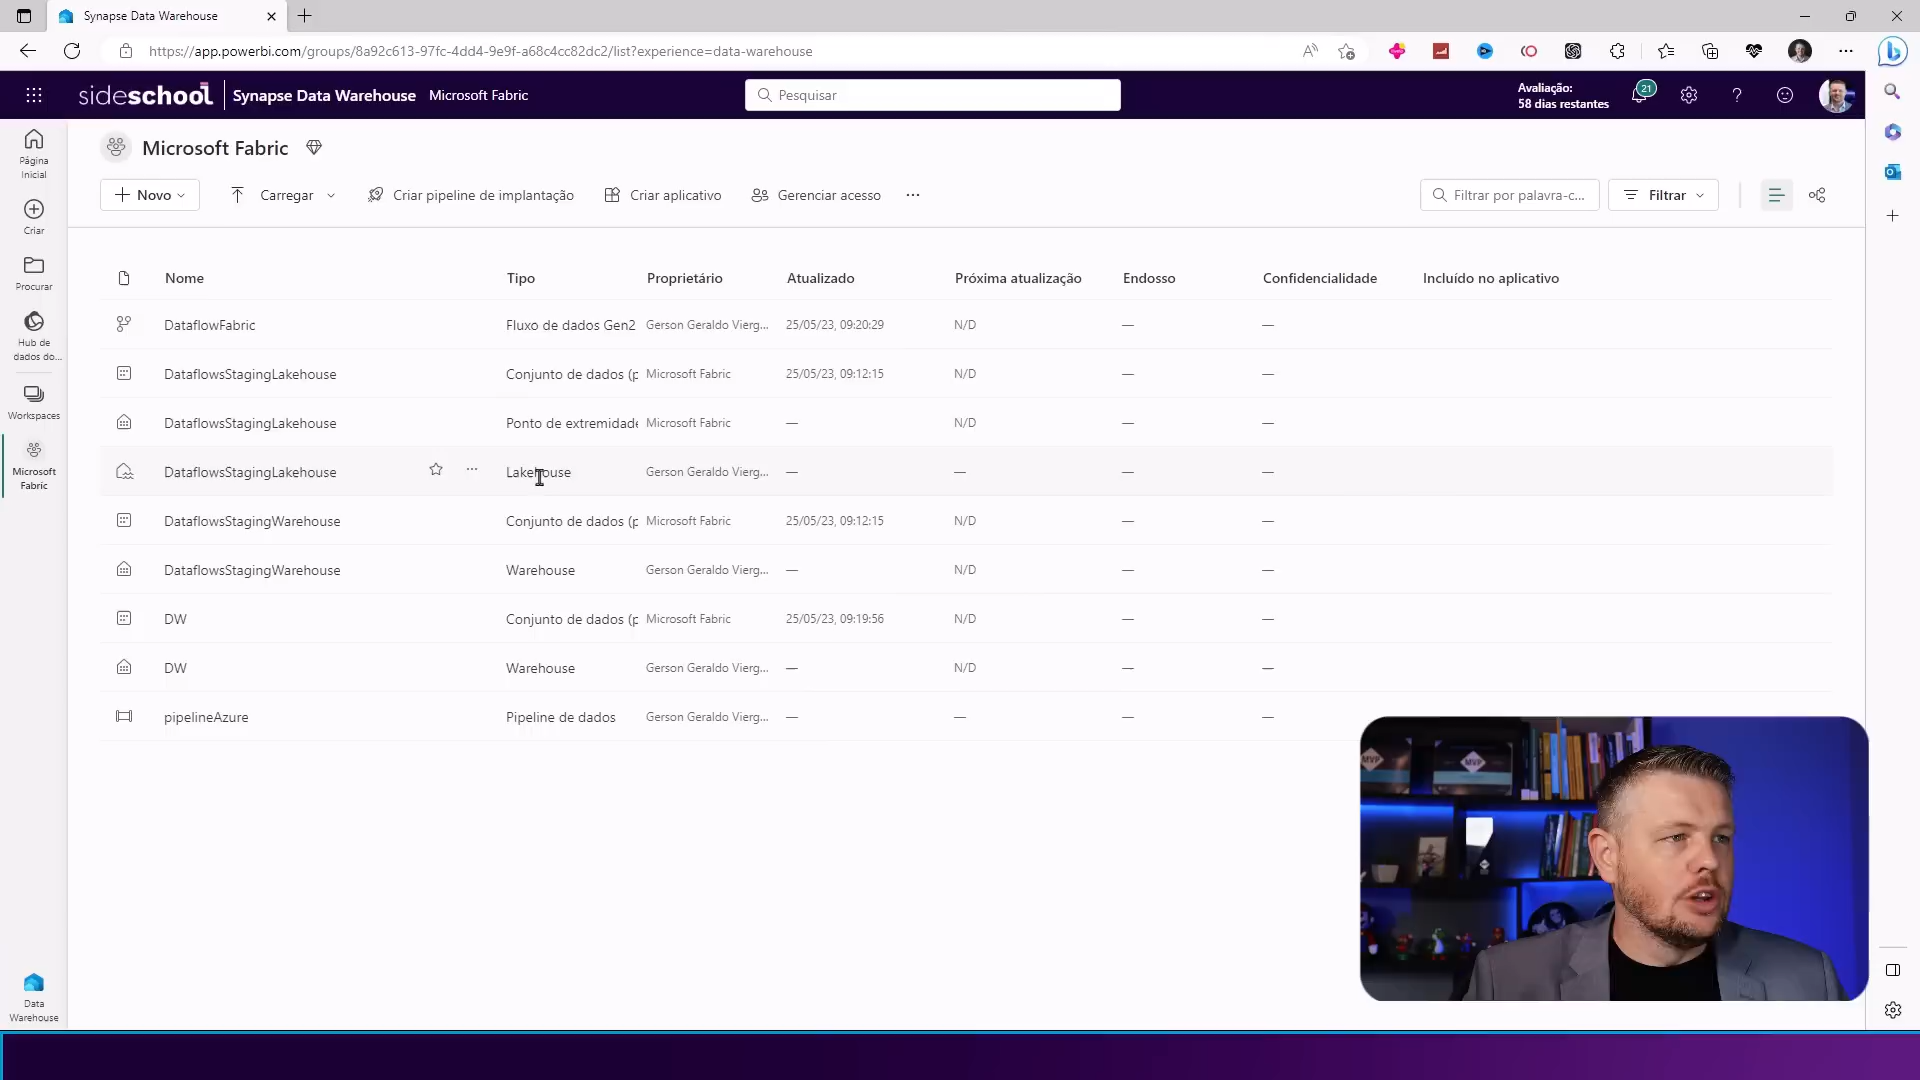 Synapse Data Warehouse
https://app.powerbi.com/groups/8a92c613-97fc-4dd4-9e9f-a68c4cc82dc2/list?experience=data-warehouse
sideschool Synapse Data Warehouse Microsoft Fabric
Pesquisar
Avaliação:
58 dias restantes
21
Página
Inicial
Criar
Procurar
Hub de
dados do...
Workspaces
Microsoft
Fabric
Data
Warehouse
Microsoft Fabric
Novo
Carregar
Criar pipeline de implantação
Criar aplicativo
Gerenciar acesso
...
Filtrar por palavra-c...
Filtrar
Nome Tipo Proprietário Atualizado Próxima atualização Endosso Confidencialidade Incluído no aplicativo
DataflowFabric Fluxo de dados Gen2 Gerson Geraldo Vierg... 25/05/23, 09:20:29 N/D — —
DataflowsStagingLakehouse Conjunto de dados (p Microsoft Fabric 25/05/23, 09:12:15 N/D — —
DataflowsStagingLakehouse Ponto de extremidade Microsoft Fabric — N/D — —
DataflowsStagingLakehouse ... Lakehouse Gerson Geraldo Vierg... — — — —
DataflowsStagingWarehouse Conjunto de dados (p Microsoft Fabric 25/05/23, 09:12:15 N/D — —
DataflowsStagingWarehouse Warehouse Gerson Geraldo Vierg... — N/D — —
DW Conjunto de dados (p Microsoft Fabric 25/05/23, 09:19:56 N/D — —
DW Warehouse Gerson Geraldo Vierg... — N/D — —
pipelineAzure Pipeline de dados Gerson Geraldo Vierg... — — — —
MVP
MVP